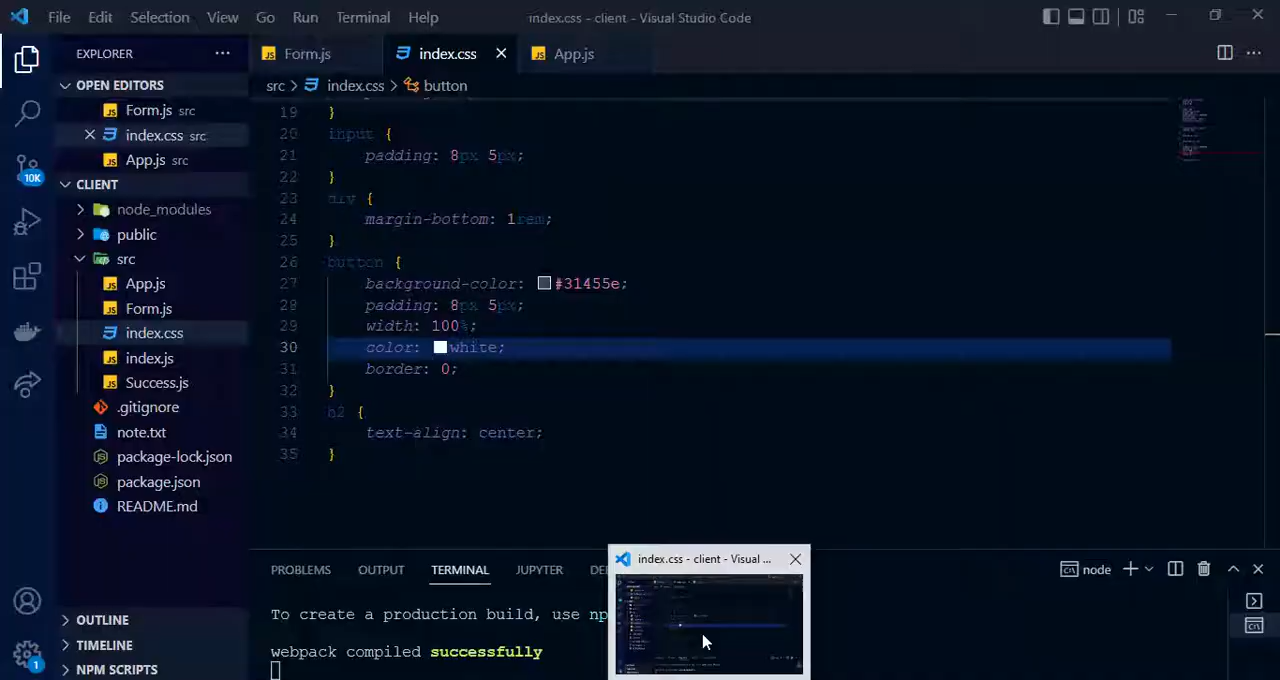 File Edit Selection View Go Run Terminal Help index.css - client - Visual Studio Code
EXPLORER
OPEN EDITORS
Form.js src
index.css src
App.js src
10K
CLIENT
node_modules
public
src
App.js
Form.js
index.css
index.js
Success.js
.gitignore
note.txt
package-lock.json
package.json
README.md
OUTLINE
TIMELINE
NPM SCRIPTS
1
Form.js index.css App.js
src > index.css > button
19 }
20 input {
21 padding: 8px 5px;
22 }
23 div {
24 margin-bottom: 1rem;
25 }
26 button {
27 background-color: #31455e;
28 padding: 8px 5px;
29 width: 100%;
30 color: white;
31 border: 0;
32 }
33 h2 {
34 text-align: center;
35 }
PROBLEMS OUTPUT TERMINAL JUPYTER DE
node
To create a production build, use np
webpack compiled successfully
index.css - client - Visual ...